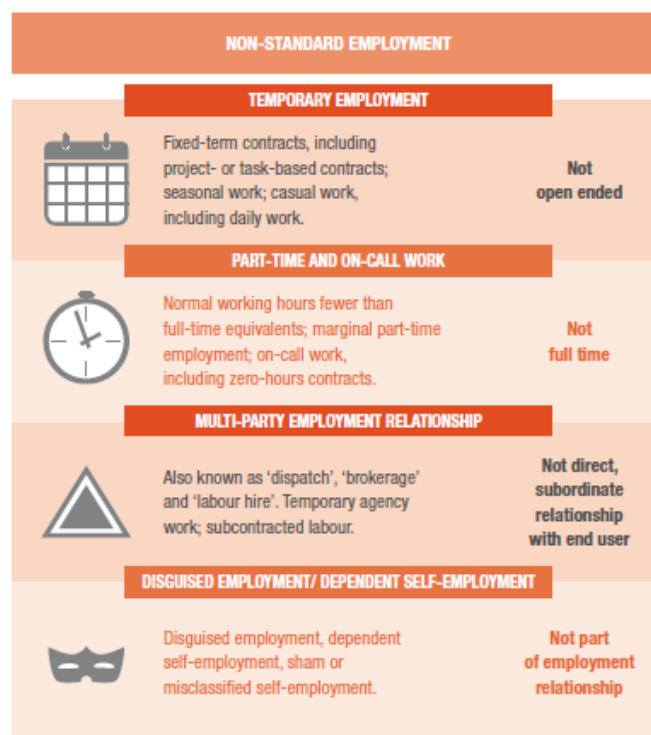 NON-STANDARD EMPLOYMENT
TEMPORARY EMPLOYMENT
Fixed-term contracts, including
project- or task-based contracts;
seasonal work; casual work,
including daily work.
Not
open ended
PART-TIME AND ON-CALL WORK
Normal working hours fewer than
full-time equivalents; marginal part-time
employment; on-call work,
including zero-hours contracts.
Not
full time
MULTI-PARTY EMPLOYMENT RELATIONSHIP
Also known as ‘dispatch’, ‘brokerage’
and ‘labour hire’. Temporary agency
work; subcontracted labour.
Not direct,
subordinate
relationship
with end user
DISGUISED EMPLOYMENT/ DEPENDENT SELF-EMPLOYMENT
Disguised employment, dependent
self-employment, sham or
misclassified self-employment.
Not part
of employment
relationship